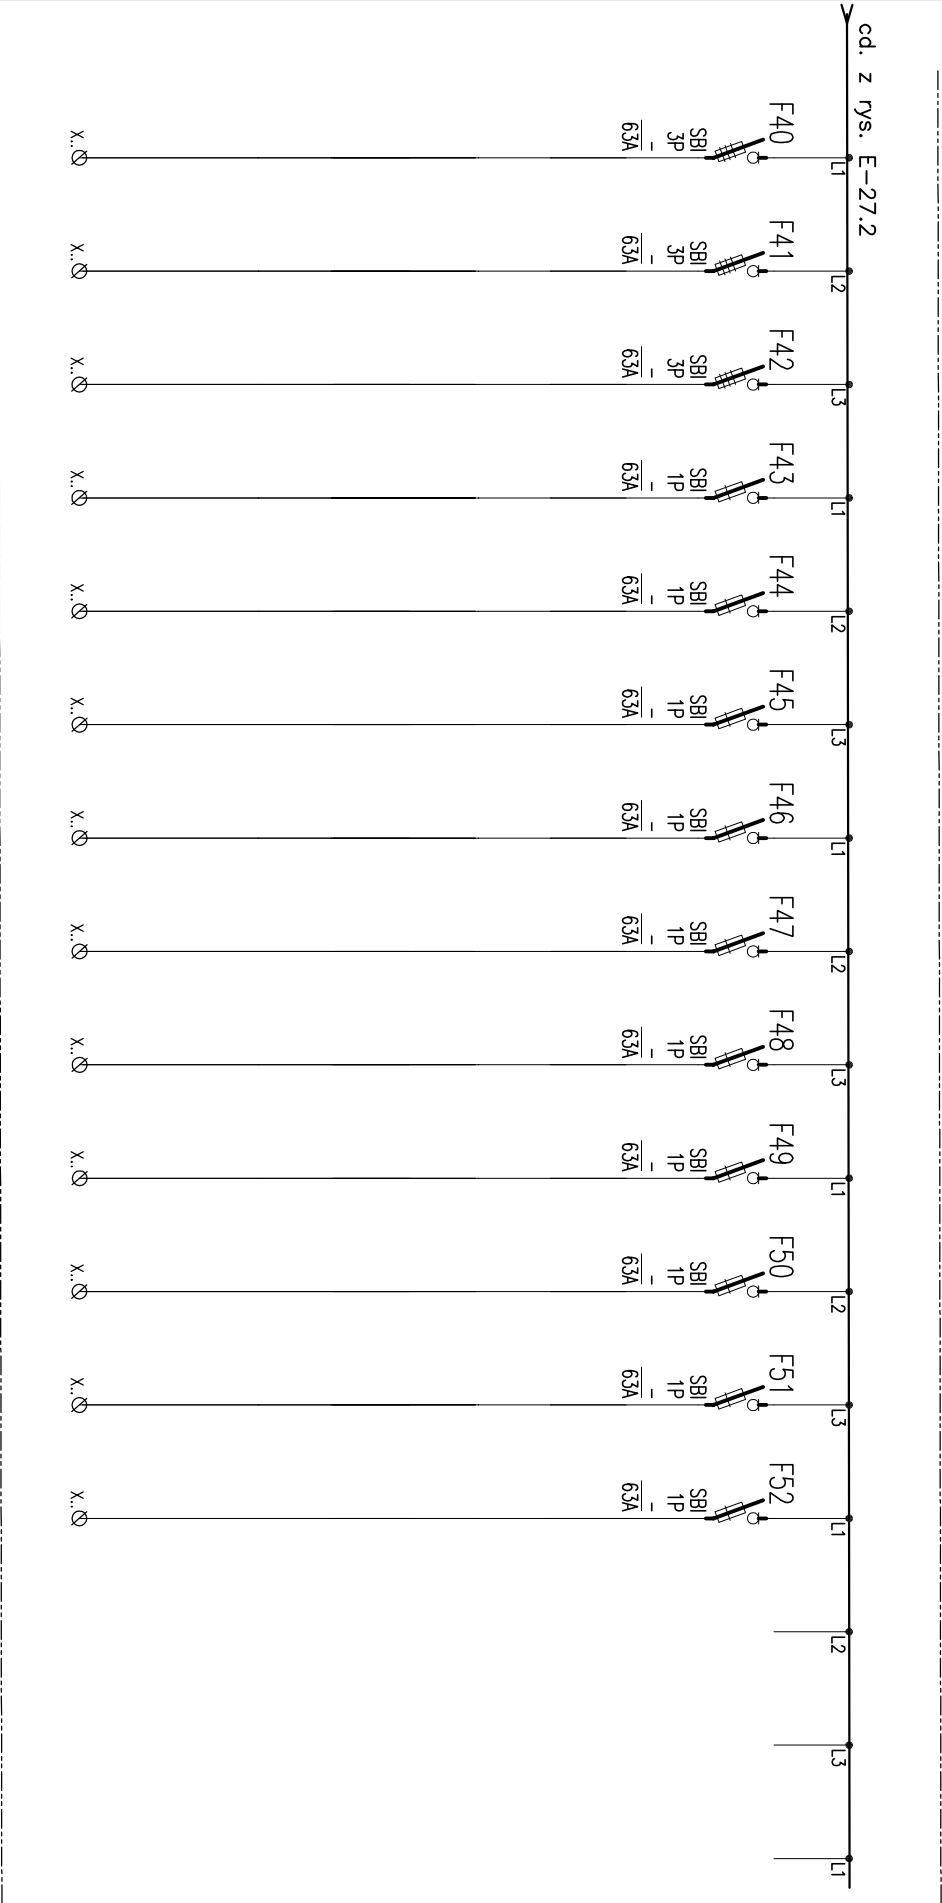 cd. z rys. E-27.2
F40
L1
SBI
3P
-
63A
X..
F41
L2
SBI
3P
-
63A
X..
F42
L3
SBI
3P
-
63A
X..
F43
L1
SBI
1P
-
63A
X..
F44
L2
SBI
1P
-
63A
X..
F45
L3
SBI
1P
-
63A
X..
F46
L1
SBI
1P
-
63A
X..
F47
L2
SBI
1P
-
63A
X..
F48
L3
SBI
1P
-
63A
X..
F49
L1
SBI
1P
-
63A
X..
F50
L2
SBI
1P
-
63A
X..
F51
L3
SBI
1P
-
63A
X..
F52
L1
SBI
1P
-
63A
X..
L2
L3
L1